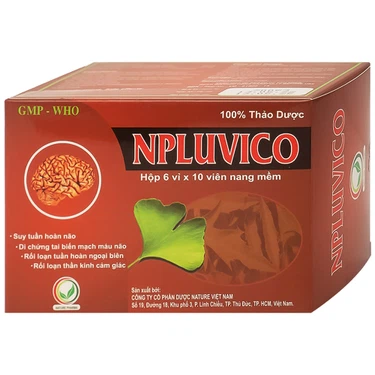 GMP - WHO
100% Thảo Dược
NPLUVICO
Hộp 6 vỉ x 10 viên nang mềm
• Suy tuần hoàn não
• Di chứng tai biến mạch máu não
• Rối loạn tuần hoàn ngoại biên
• Rối loạn thần kinh cảm giác
Sản xuất bởi:
CÔNG TY CỔ PHẦN DƯỢC NATURE VIỆT NAM
Số 19, Đường 18, Khu phố 3, P. Linh Chiểu, TP. Thủ Đức, TP. HCM, Việt Nam.